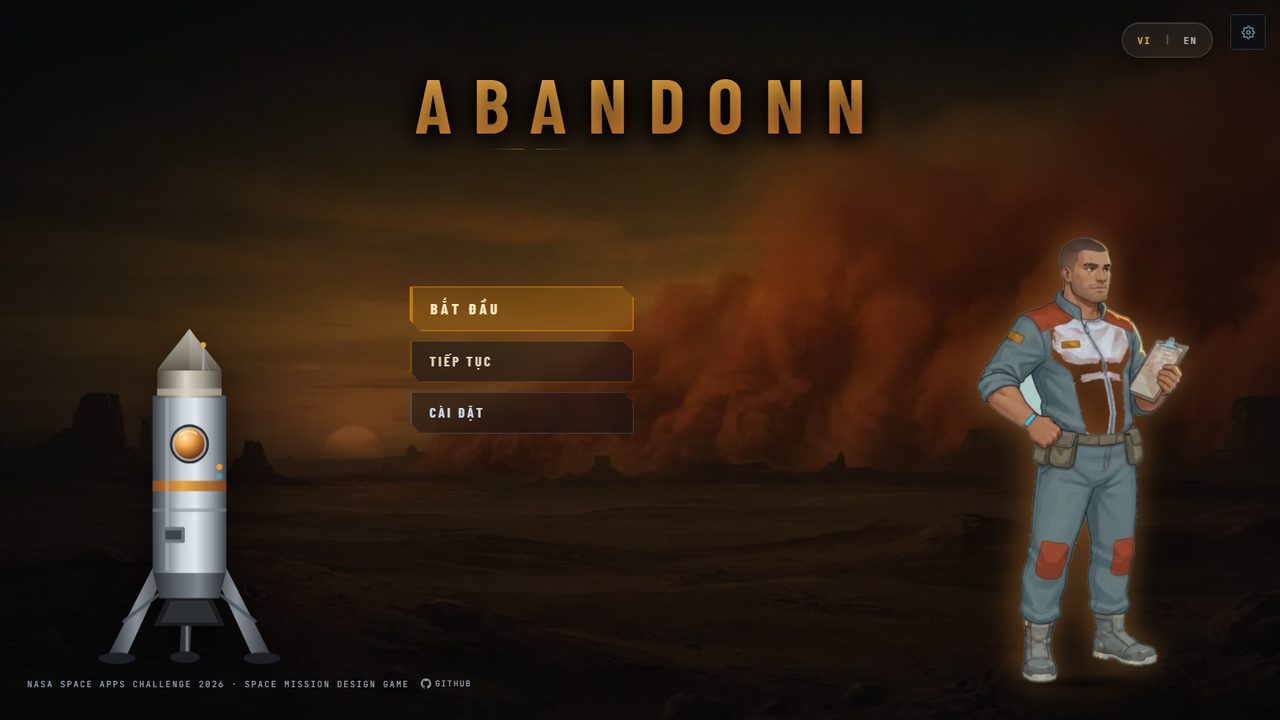 VI | EN
ABANDONN
BẮT ĐẦU
TIẾP TỤC
CÀI ĐẶT
NASA SPACE APPS CHALLENGE 2026 · SPACE MISSION DESIGN GAME GITHUB